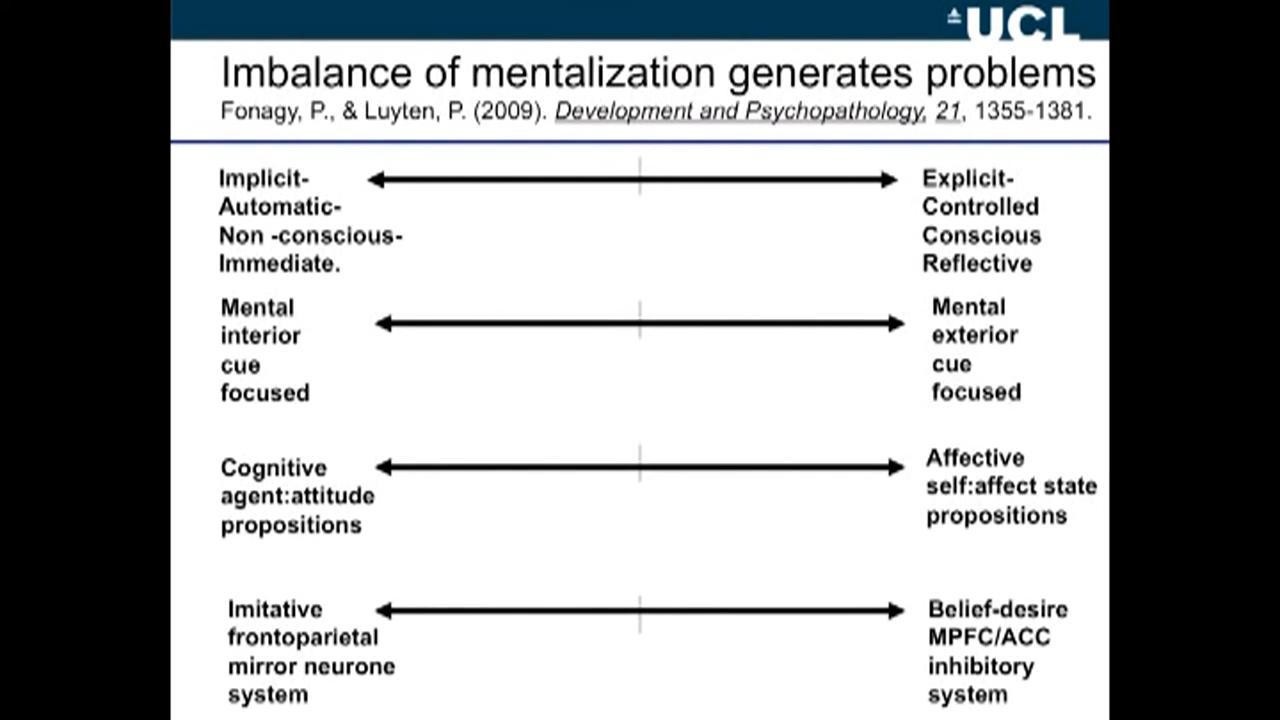 UCL
Imbalance of mentalization generates problems
Fonagy, P., & Luyten, P. (2009). Development and Psychopathology, 21, 1355-1381.
Implicit-
Automatic-
Non -conscious-
Immediate.
Explicit-
Controlled
Conscious
Reflective
Mental
interior
cue
focused
Mental
exterior
cue
focused
Cognitive
agent:attitude
propositions
Affective
self:affect state
propositions
Imitative
frontoparietal
mirror neurone
system
Belief-desire
MPFC/ACC
inhibitory
system